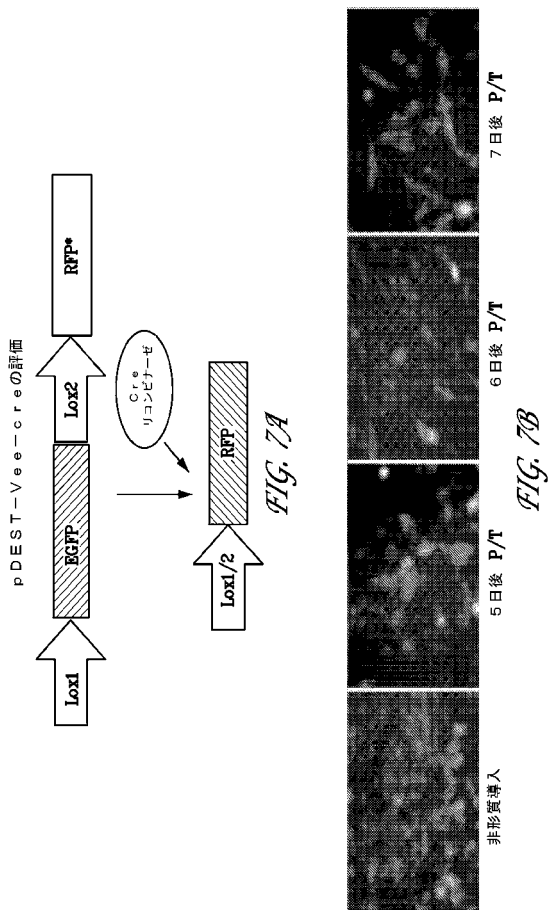 pDEST-Vee-creの評価
Lox1
EGFP
Lox2
RFP*
Cre
リコンビナーゼ
Lox1/2
RFP
FIG. 7A
非形質導入
5日後 P/T
6日後 P/T
7日後 P/T
FIG. 7B